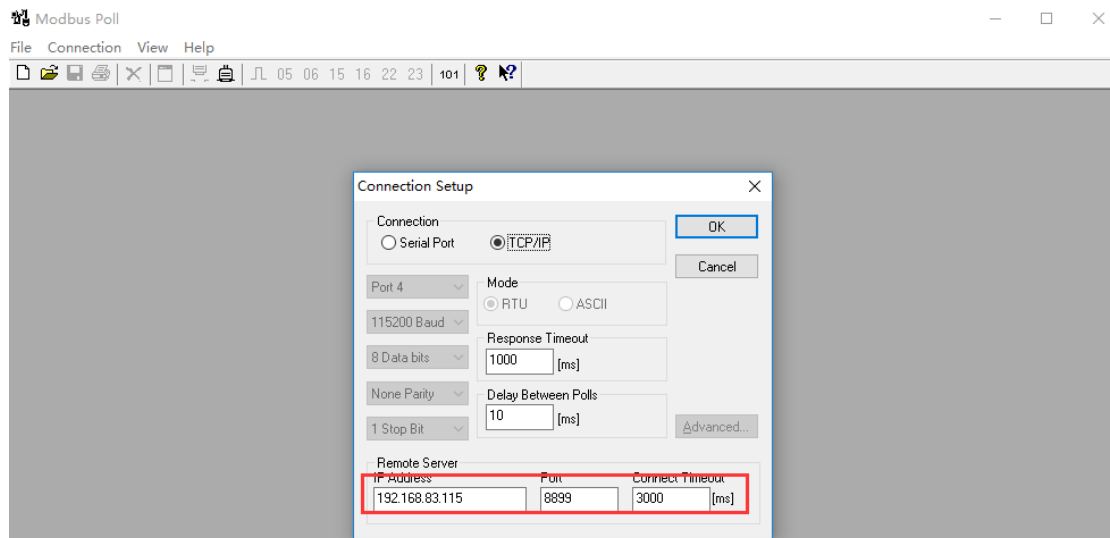 Modbus Poll
File Connection View Help
05 06 15 16 22 23 101
Connection Setup
Connection
Serial Port TCP/IP
OK
Cancel
Port 4
115200 Baud
8 Data bits
None Parity
1 Stop Bit
Mode
RTU ASCII
Response Timeout
1000 [ms]
Delay Between Polls
10 [ms]
Advanced...
Remote Server
IP Address Port Connect Timeout
192.168.83.115 8899 3000 [ms]